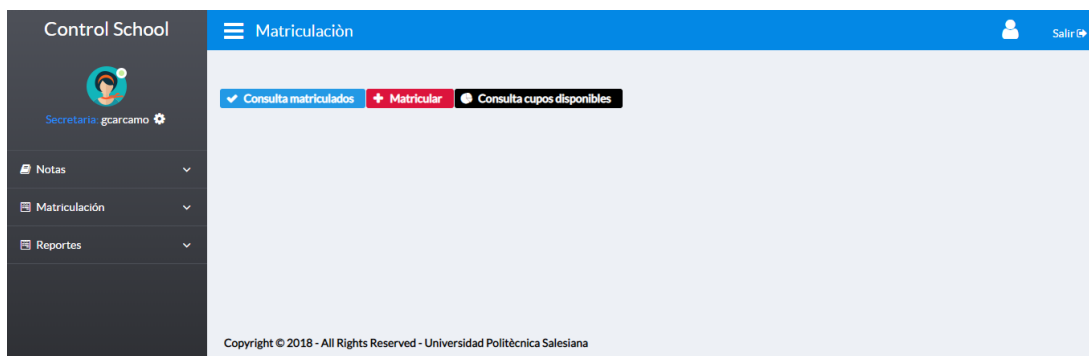 Control School
Matriculaciòn
Salir
Secretaria: gcarcamo
Consulta matriculados
Matricular
Consulta cupos disponibles
Notas
Matriculación
Reportes
Copyright © 2018 - All Rights Reserved - Universidad Politècnica Salesiana